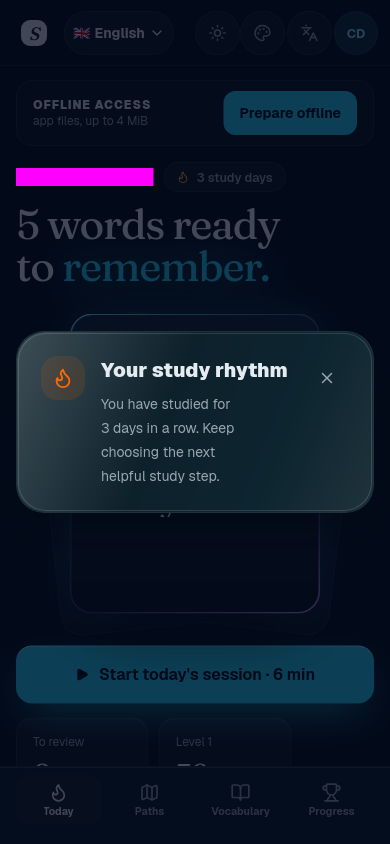 S
🇬🇧 English
CD
OFFLINE ACCESS
app files, up to 4 MiB
Prepare offline
3 study days
5 words ready
to remember.
Your study rhythm
You have studied for
3 days in a row. Keep
choosing the next
helpful study step.
Start today's session · 6 min
To review
Level 1
Today
Paths
Vocabulary
Progress